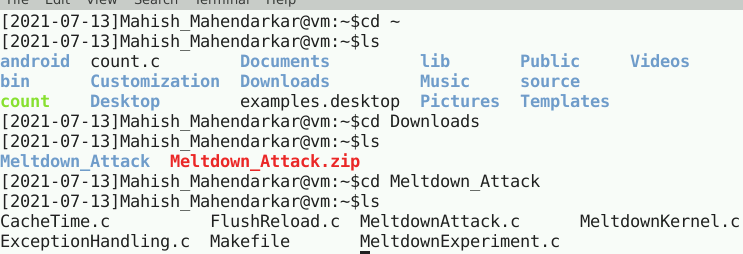 File Edit View Search Terminal Help
[2021-07-13]Mahish_Mahendarkar@vm:~$cd ~
[2021-07-13]Mahish_Mahendarkar@vm:~$ls
android count.c Documents lib Public Videos
bin Customization Downloads Music source
count Desktop examples.desktop Pictures Templates
[2021-07-13]Mahish_Mahendarkar@vm:~$cd Downloads
[2021-07-13]Mahish_Mahendarkar@vm:~$ls
Meltdown_Attack Meltdown_Attack.zip
[2021-07-13]Mahish_Mahendarkar@vm:~$cd Meltdown_Attack
[2021-07-13]Mahish_Mahendarkar@vm:~$ls
CacheTime.c FlushReload.c MeltdownAttack.c MeltdownKernel.c
ExceptionHandling.c Makefile MeltdownExperiment.c